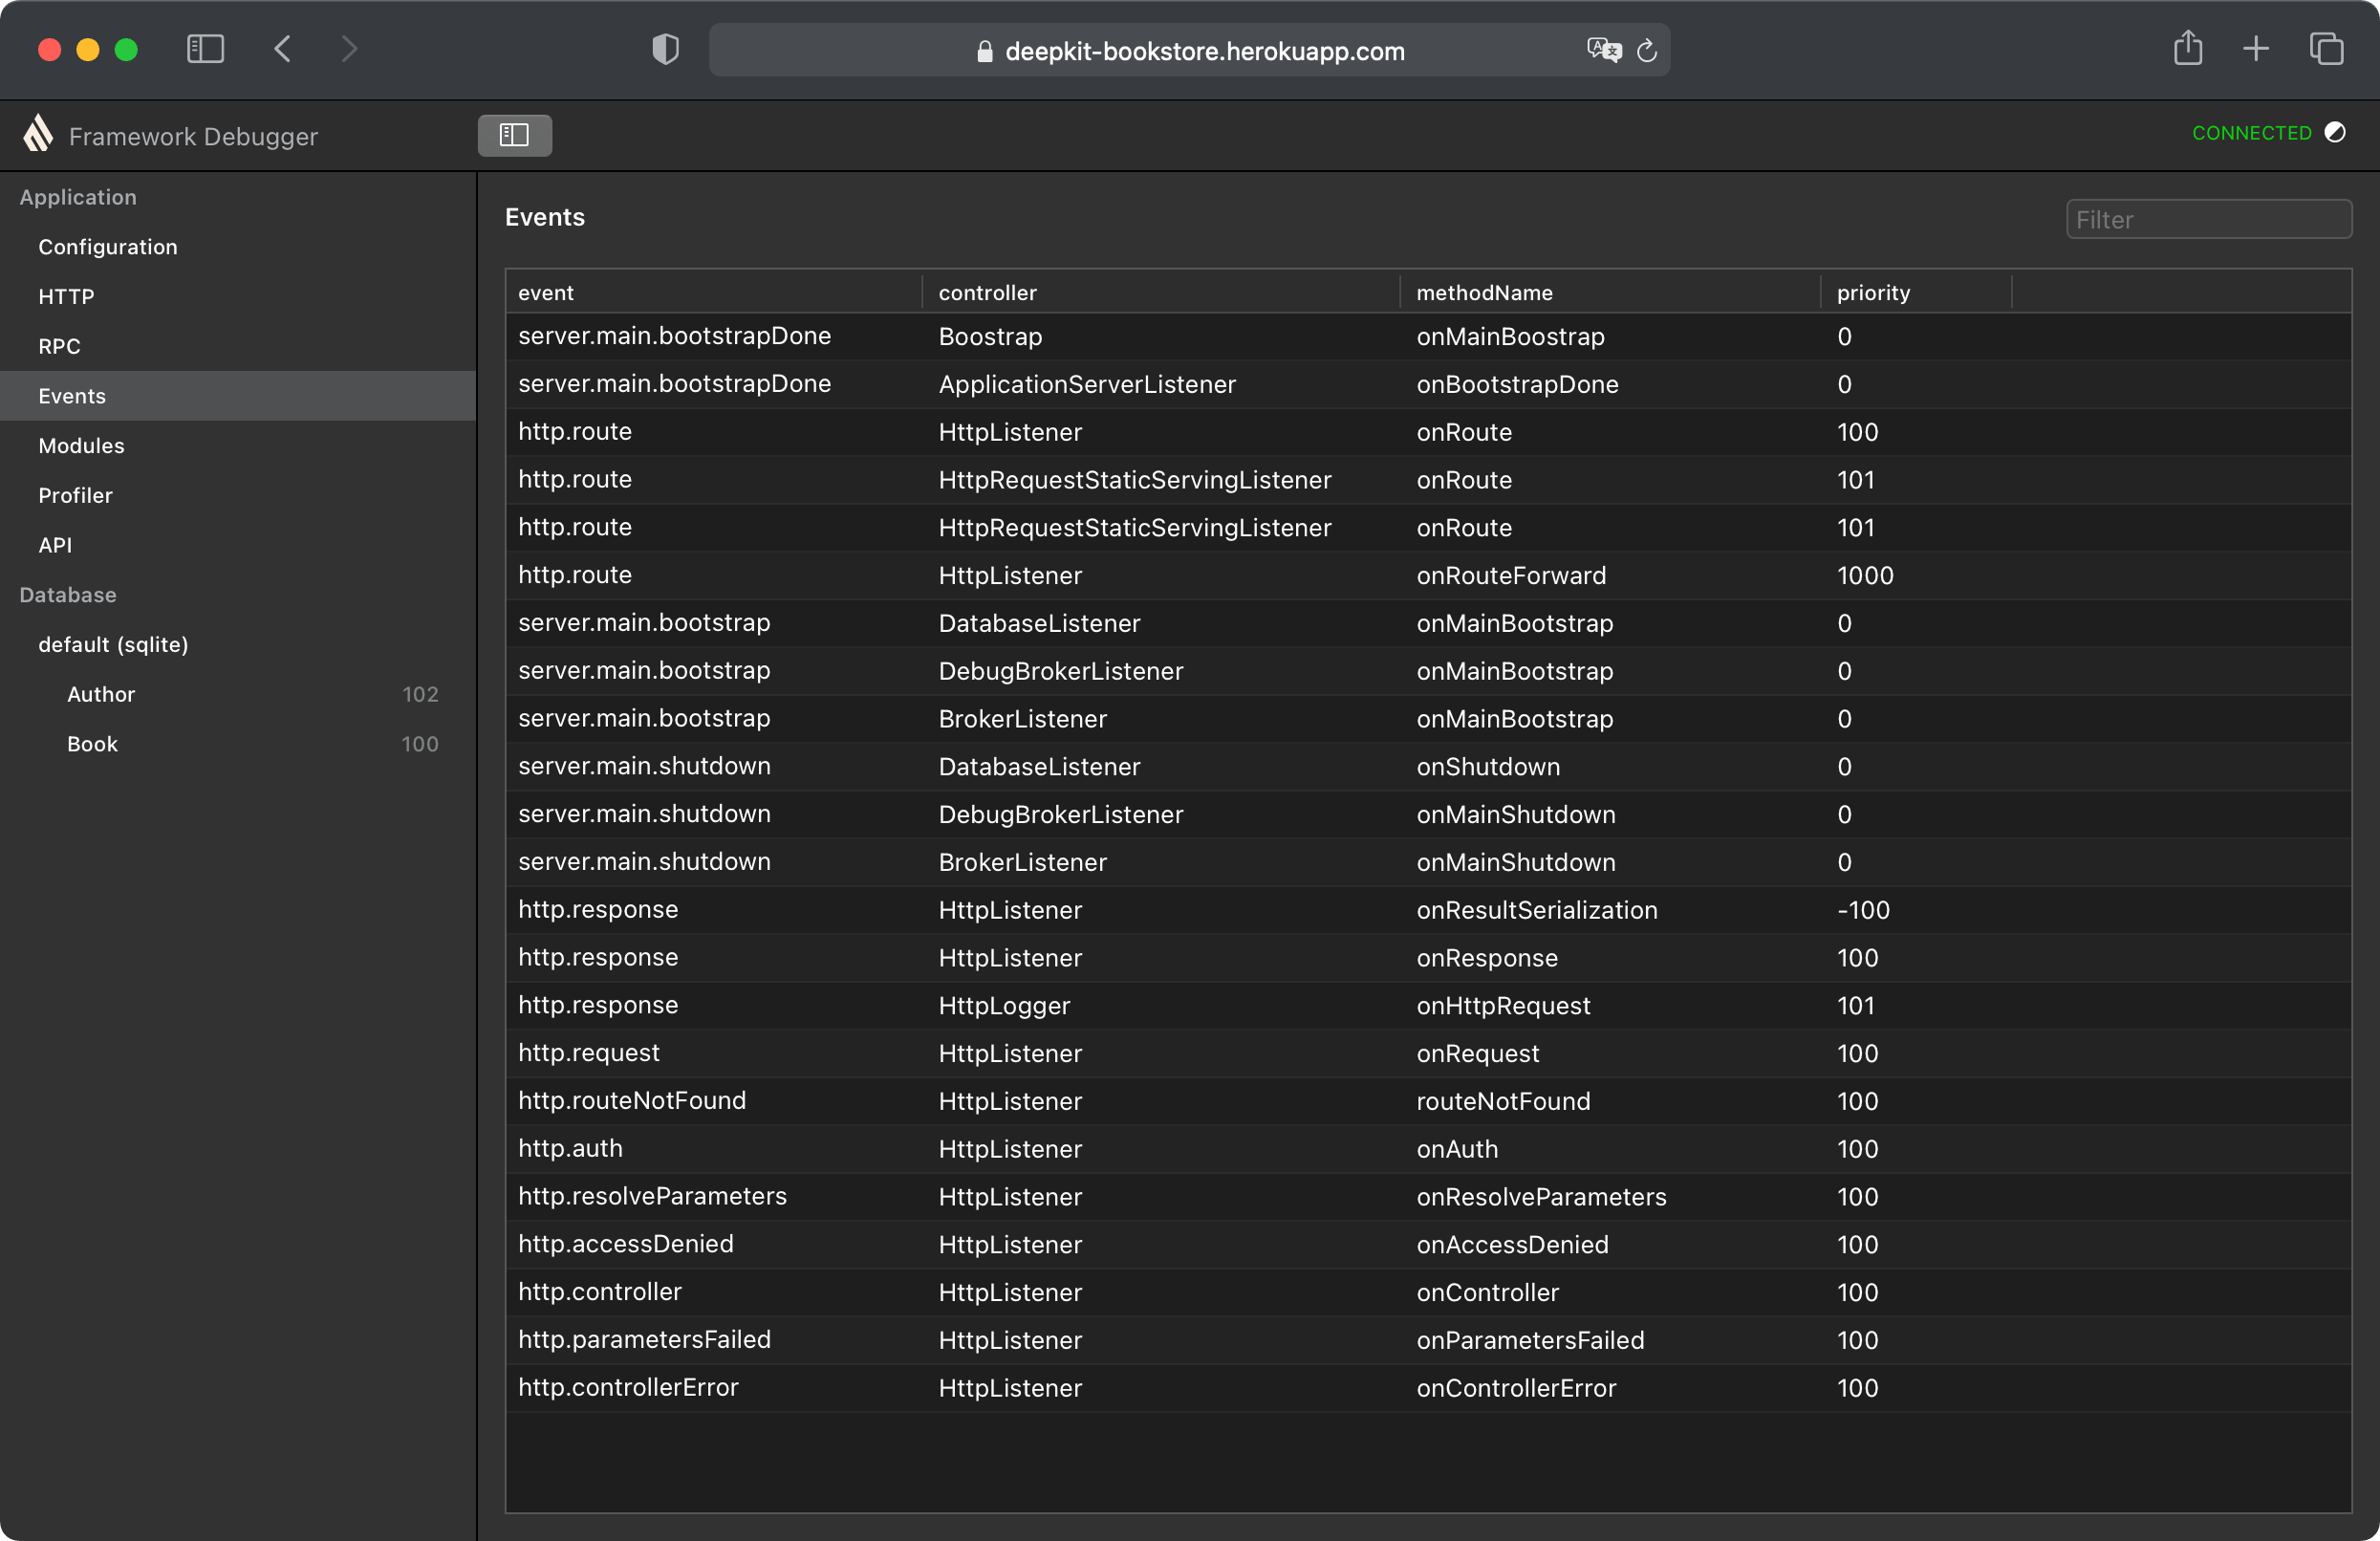 deepkit-bookstore.herokuapp.com
Framework Debugger
CONNECTED
Application
Configuration
HTTP
RPC
Events
Modules
Profiler
API
Database
default (sqlite)
Author 102
Book 100
Events
Filter
event controller methodName priority
server.main.bootstrapDone Boostrap onMainBoostrap 0
server.main.bootstrapDone ApplicationServerListener onBootstrapDone 0
http.route HttpListener onRoute 100
http.route HttpRequestStaticServingListener onRoute 101
http.route HttpRequestStaticServingListener onRoute 101
http.route HttpListener onRouteForward 1000
server.main.bootstrap DatabaseListener onMainBootstrap 0
server.main.bootstrap DebugBrokerListener onMainBootstrap 0
server.main.bootstrap BrokerListener onMainBootstrap 0
server.main.shutdown DatabaseListener onShutdown 0
server.main.shutdown DebugBrokerListener onMainShutdown 0
server.main.shutdown BrokerListener onMainShutdown 0
http.response HttpListener onResultSerialization -100
http.response HttpListener onResponse 100
http.response HttpLogger onHttpRequest 101
http.request HttpListener onRequest 100
http.routeNotFound HttpListener routeNotFound 100
http.auth HttpListener onAuth 100
http.resolveParameters HttpListener onResolveParameters 100
http.accessDenied HttpListener onAccessDenied 100
http.controller HttpListener onController 100
http.parametersFailed HttpListener onParametersFailed 100
http.controllerError HttpListener onControllerError 100